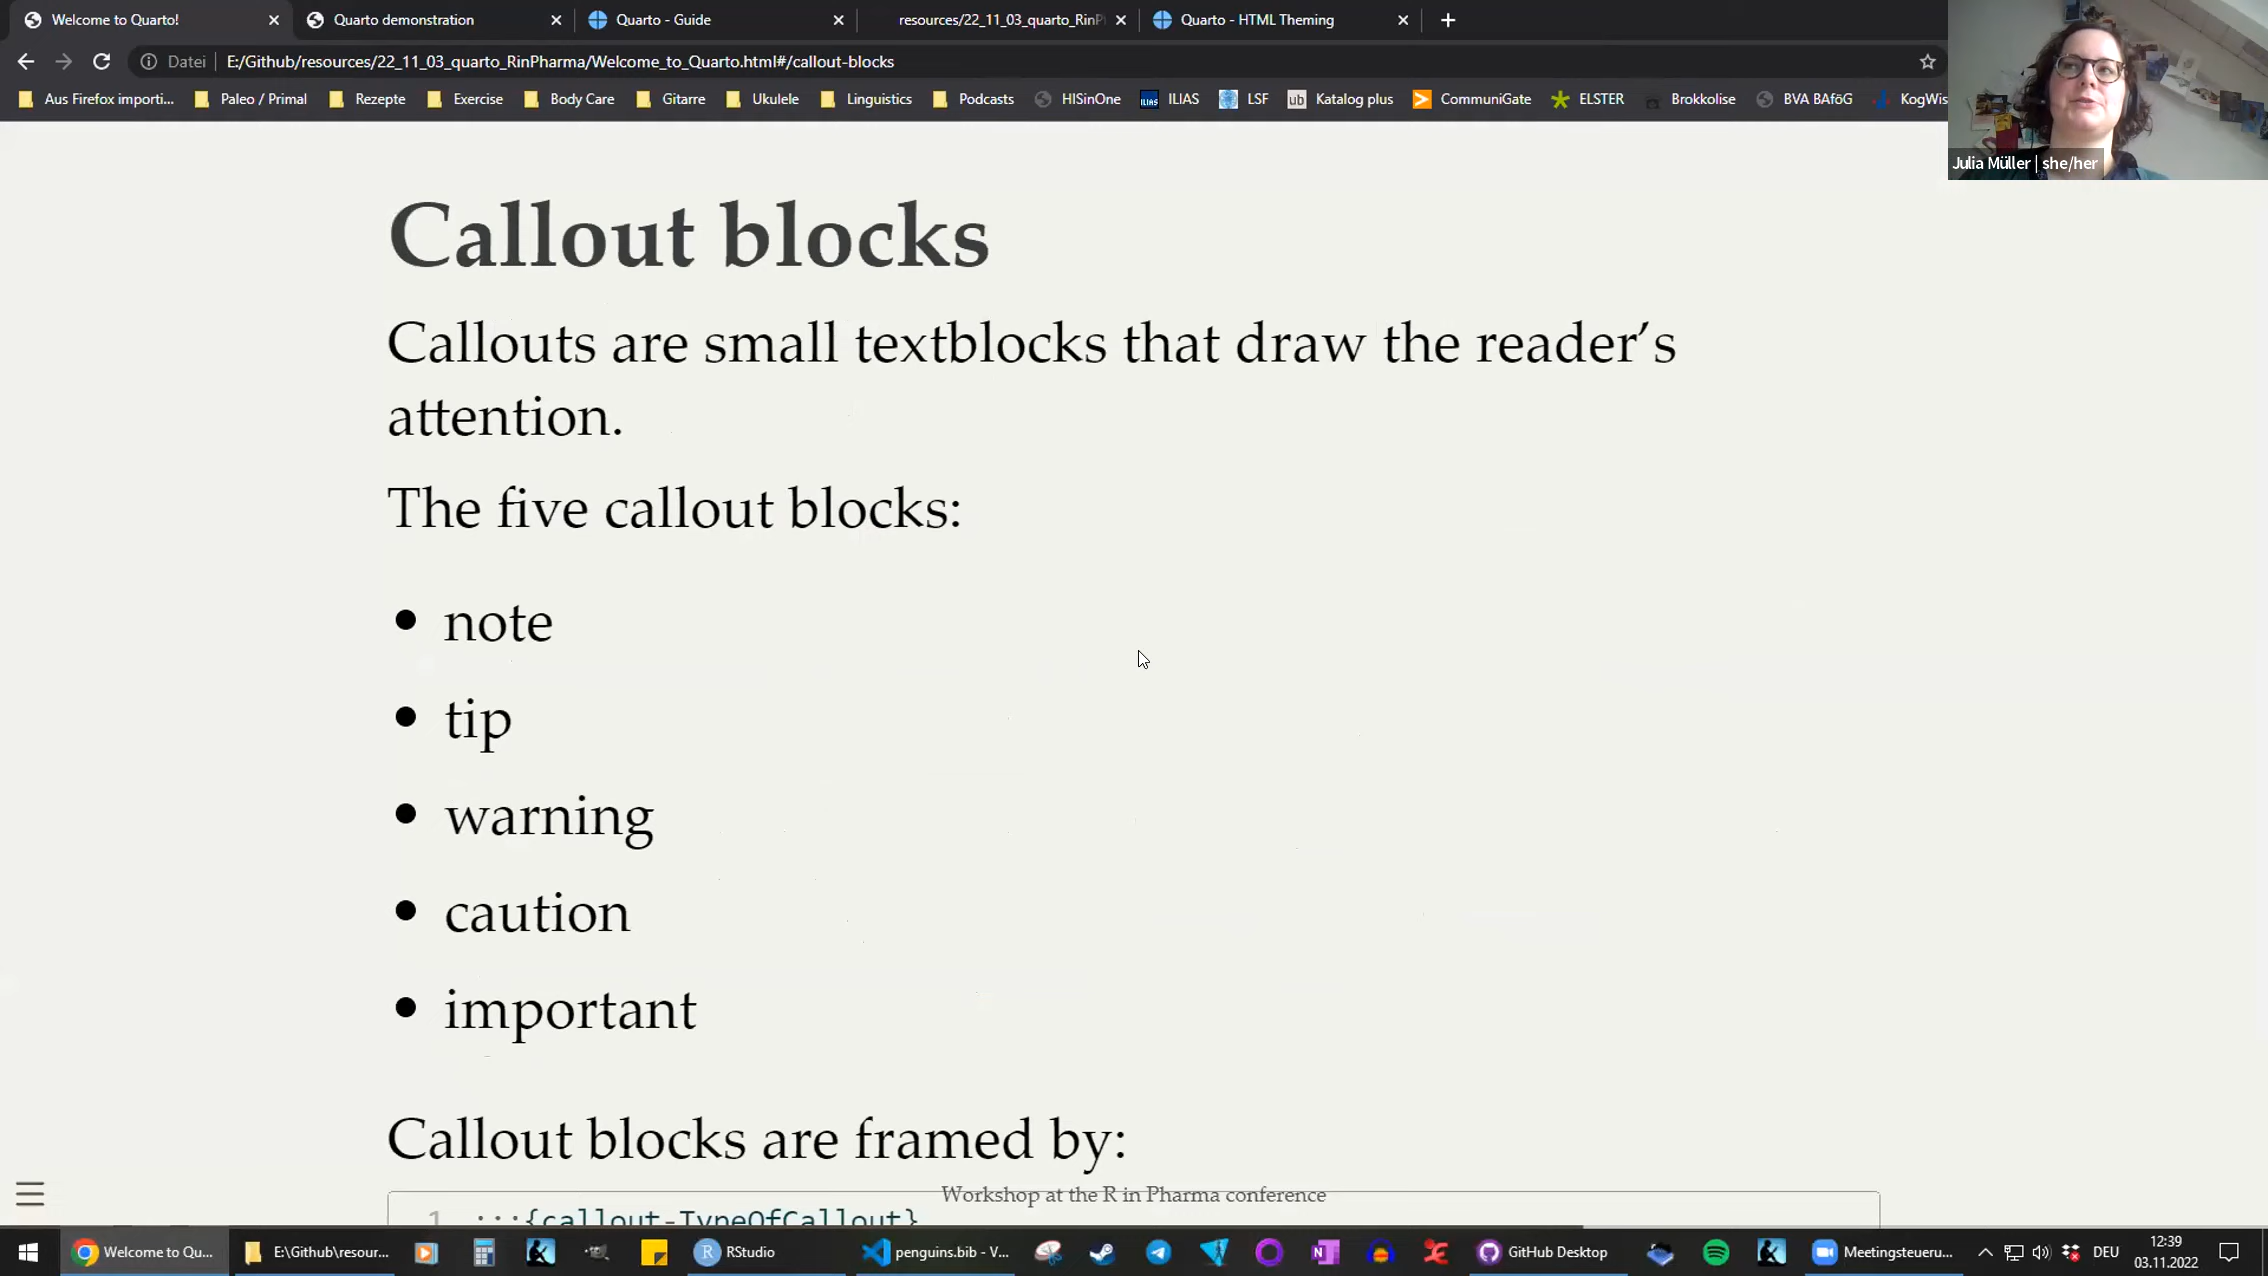 Welcome to Quarto!
Quarto demonstration
Quarto - Guide
resources/22_11_03_quarto_RinP
Quarto - HTML Theming
Datei
E:/Github/resources/22_11_03_quarto_RinPharma/Welcome_to_Quarto.html#/callout-blocks
Aus Firefox importi...
Paleo / Primal
Rezepte
Exercise
Body Care
Gitarre
Ukulele
Linguistics
Podcasts
HISinOne
ILIAS
LSF
ub
Katalog plus
CommuniGate
ELSTER
Brokkolise
BVA BAföG
KogWis
Julia Müller | she/her
Callout blocks
Callouts are small textblocks that draw the reader’s
attention.
The five callout blocks:
• note
• tip
• warning
• caution
• important
Callout blocks are framed by:
Workshop at the R in Pharma conference
1 :::{callout-TypeOfCallout}
Welcome to Qu...
E:\Github\resour...
RStudio
penguins.bib - V...
GitHub Desktop
Meetingsteueru...
DEU
12:39
03.11.2022